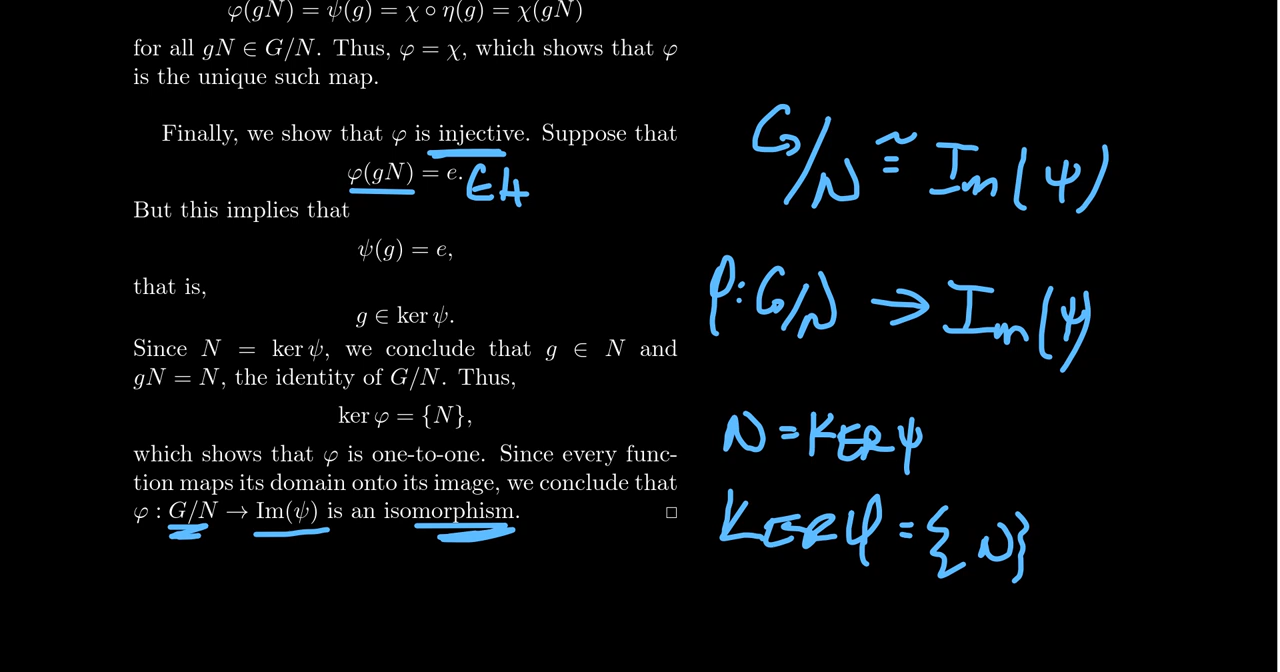 φ(gN) = ψ(g) = χ ∘ η(g) = χ(gN)
for all gN ∈ G/N. Thus, φ = χ, which shows that φ
is the unique such map.
Finally, we show that φ is injective. Suppose that
φ(gN) = e. ∈ H
But this implies that
ψ(g) = e,
that is,
g ∈ ker ψ.
Since N = ker ψ, we conclude that g ∈ N and
gN = N, the identity of G/N. Thus,
ker φ = {N},
which shows that φ is one-to-one. Since every func-
tion maps its domain onto its image, we conclude that
φ : G/N → Im(ψ) is an isomorphism. □
G/N ≅ Im(ψ)
φ: G/N → Im(ψ)
N = KER ψ
KER φ = {N}